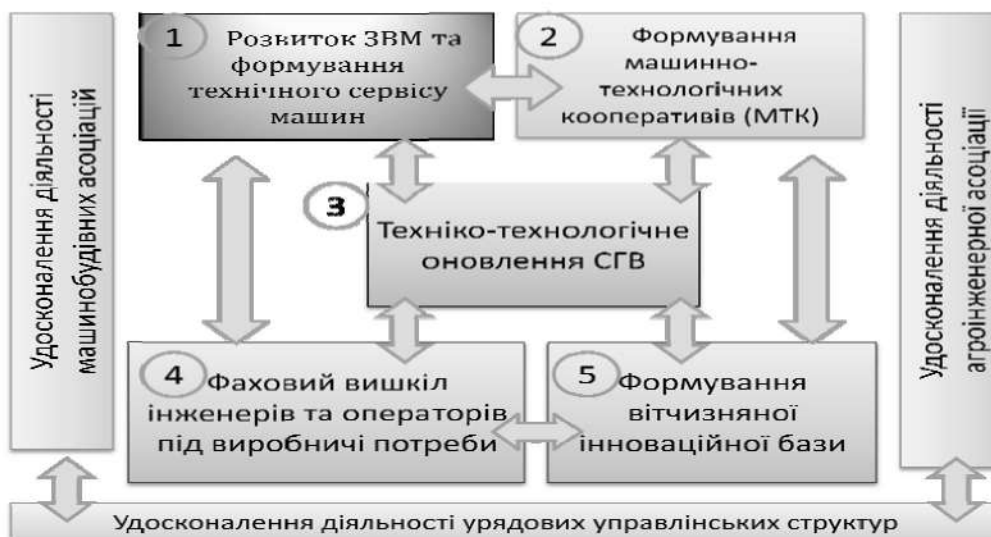 Удосконалення діяльності
машинобудівних асоціацій
1
Розвиток ЗВМ та
формування
технічного сервісу
машин
2
Формування
машинно-
технологічних
кооперативів (МТК)
3
Техніко-технологічне
оновлення СГВ
4
Фаховий вишкіл
інженерів та операторів
під виробничі потреби
5
Формування
вітчизняної
інноваційної бази
Удосконалення діяльності
агроінженерної асоціації
Удосконалення діяльності урядових управлінських структур